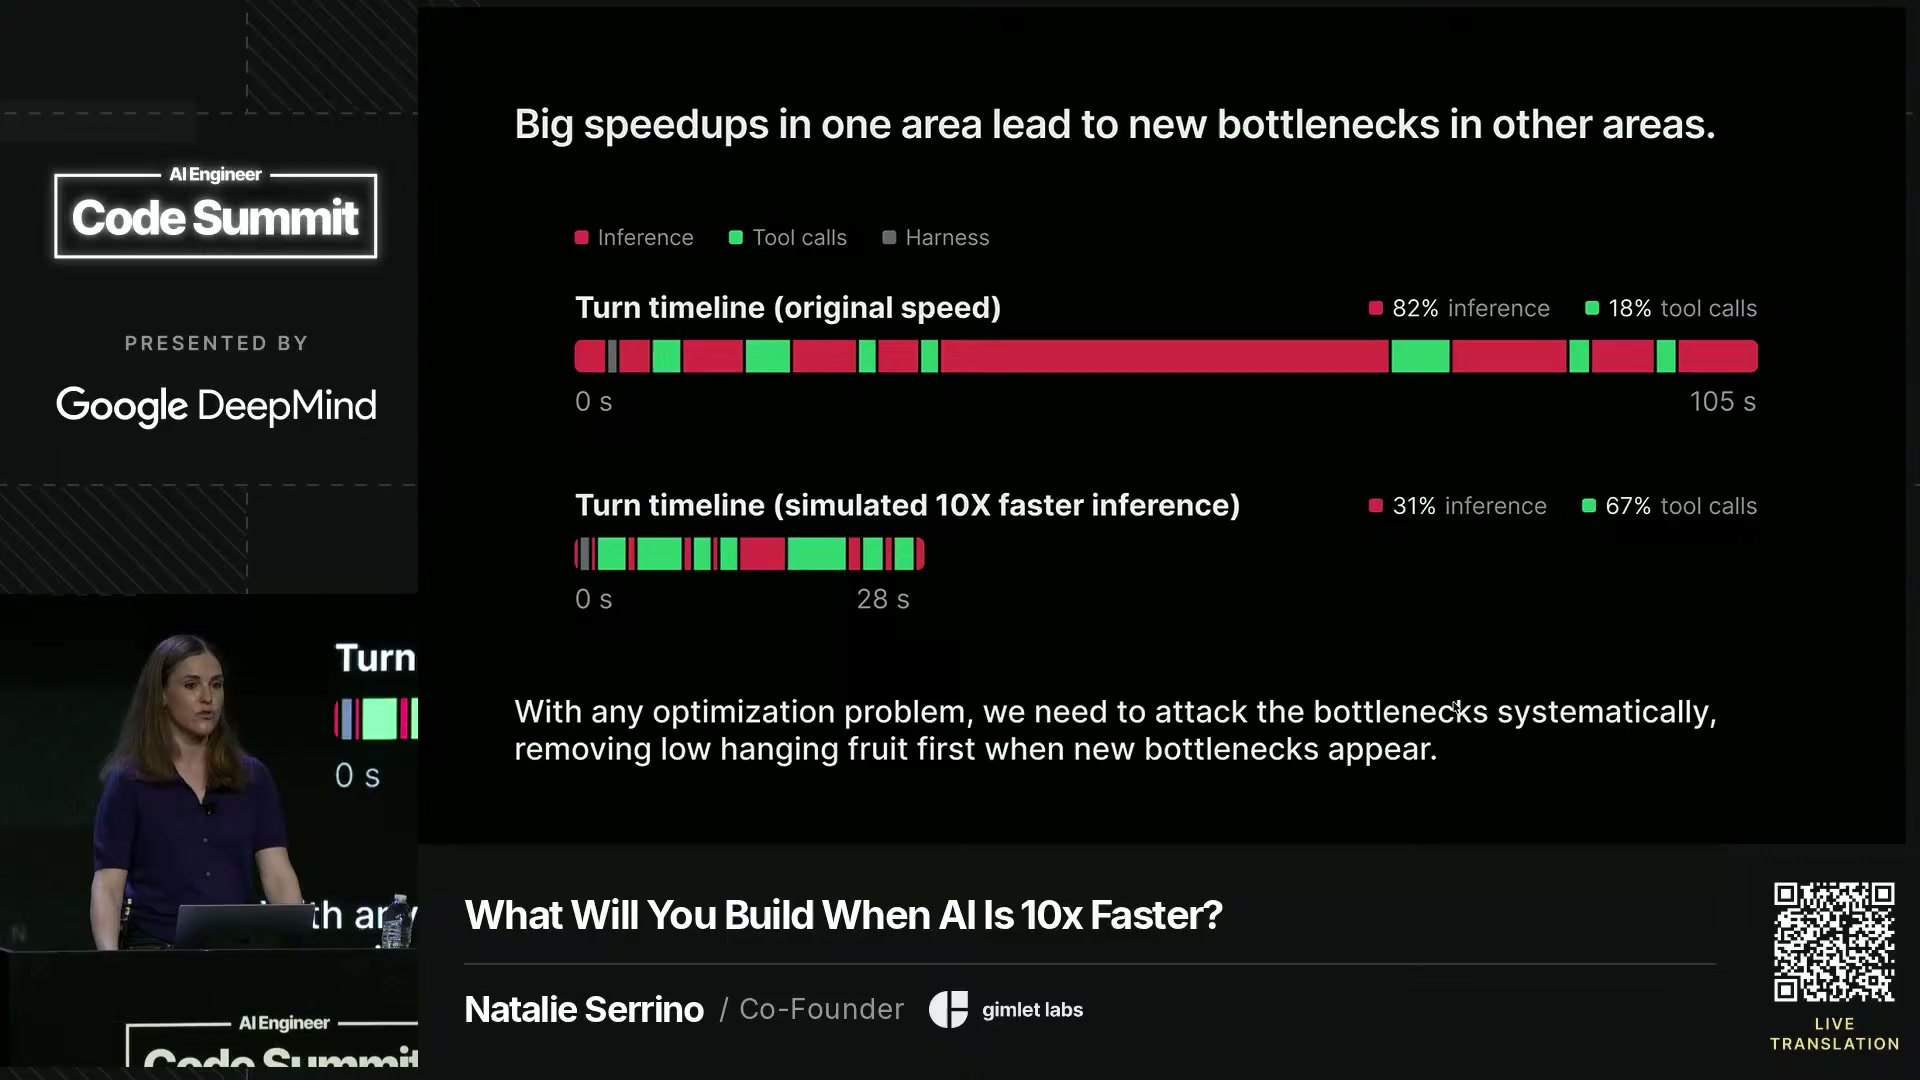 AI Engineer
Code Summit
PRESENTED BY
Google DeepMind
Big speedups in one area lead to new bottlenecks in other areas.
Inference Tool calls Harness
Turn timeline (original speed) 82% inference 18% tool calls
0 s 105 s
Turn timeline (simulated 10X faster inference) 31% inference 67% tool calls
0 s 28 s
With any optimization problem, we need to attack the bottlenecks systematically,
removing low hanging fruit first when new bottlenecks appear.
Turn
0 s
th any
AI Engineer
Code Summit
What Will You Build When AI Is 10x Faster?
Natalie Serrino / Co-Founder gimlet labs
LIVE
TRANSLATION